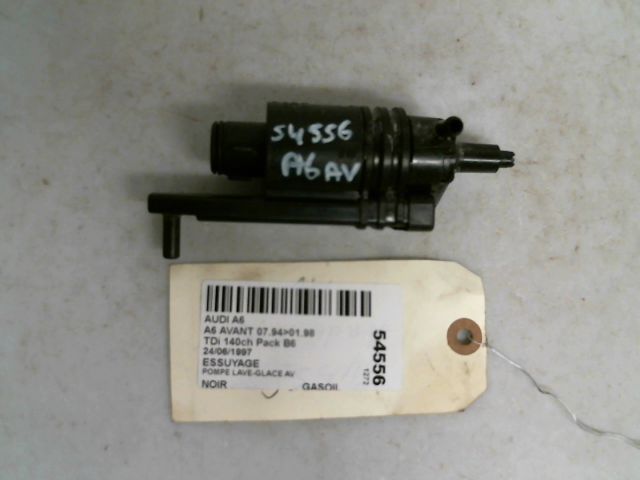 54556
A6 AV
AUDI A6
A6 AVANT 07.94>01.98
TDi 140ch Pack B6
24/06/1997
ESSUYAGE
POMPE LAVE-GLACE AV
NOIR GASOIL
54556
1272